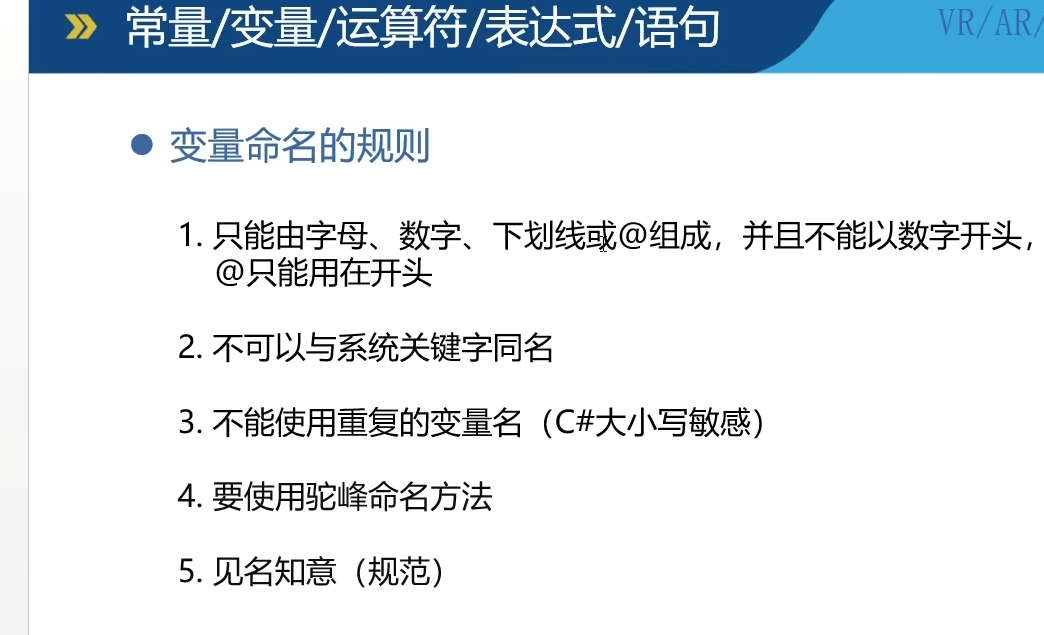 常量/变量/运算符/表达式/语句
VR/AR/
变量命名的规则
1. 只能由字母、数字、下划线或@组成，并且不能以数字开头，
@只能用在开头
2. 不可以与系统关键字同名
3. 不能使用重复的变量名（C#大小写敏感）
4. 要使用驼峰命名方法
5. 见名知意（规范）